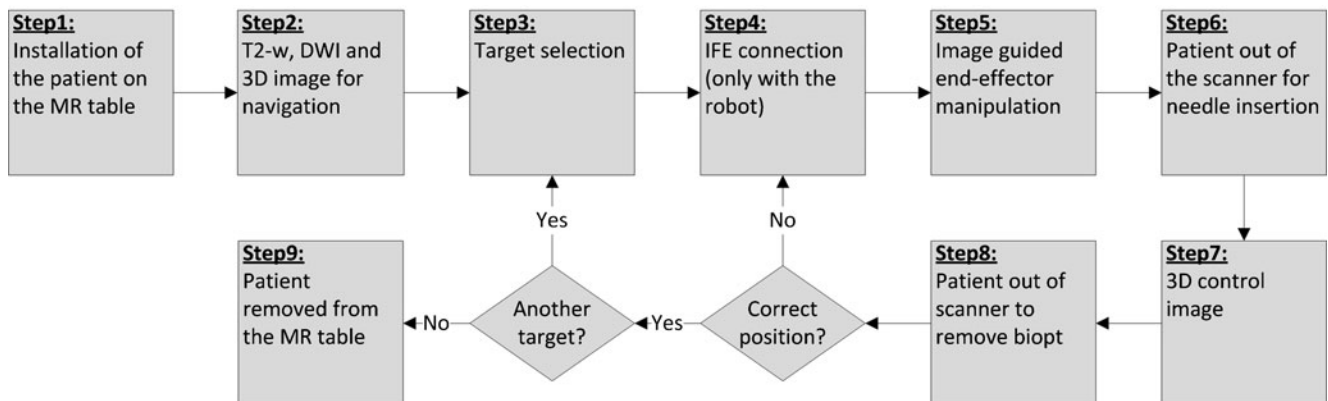 Step1:
Installation of
the patient on
the MR table
Step2:
T2-w, DWI and
3D image for
navigation
Step3:
Target selection
Step4:
IFE connection
(only with the
robot)
Step5:
Image guided
end-effector
manipulation
Step6:
Patient out of
the scanner for
needle insertion
Yes
No
Step9:
Patient
removed from
the MR table
No
Another
target?
Yes
Correct
position?
Step8:
Patient out of
scanner to
remove biopt
Step7:
3D control
image